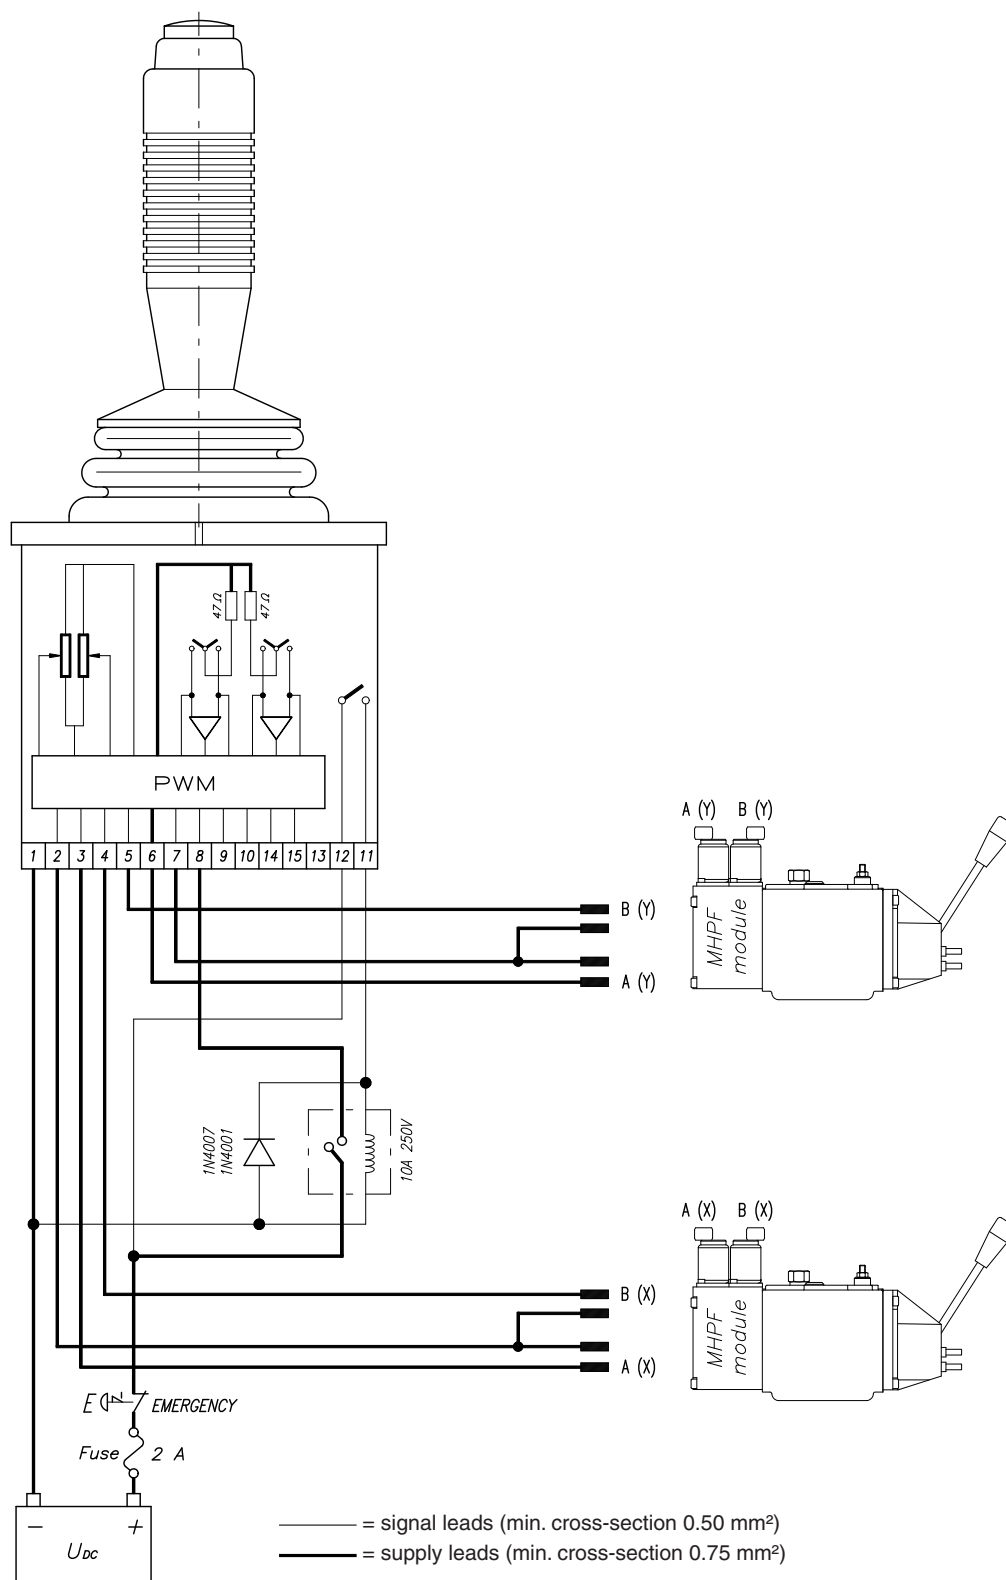 47Ω 47Ω
PWM
1 2 3 4 5 6 7 8 9 10 14 15 13 12 11
A (Y) B (Y)
MHPF
module
B (Y)
A (Y)
1N4007
1N4001
10A 250V
A (X) B (X)
MHPF
module
B (X)
A (X)
E EMERGENCY
Fuse 2 A
- +
UDC
= signal leads (min. cross-section 0.50 mm²)
= supply leads (min. cross-section 0.75 mm²)